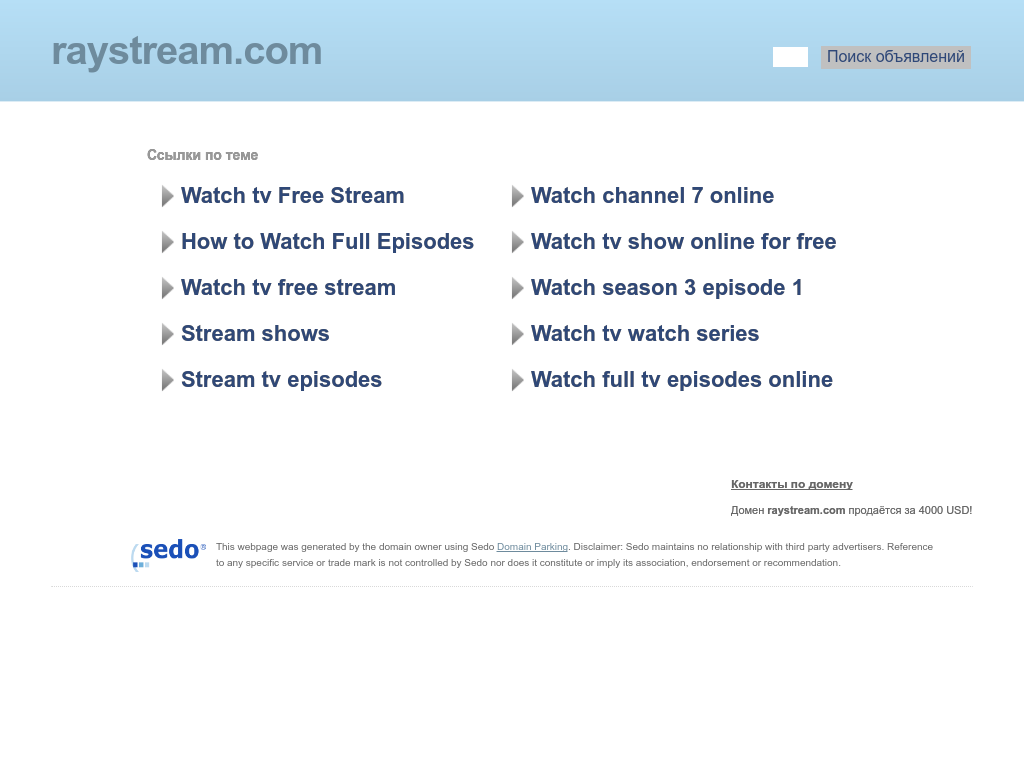 raystream.com
Поиск объявлений
Ссылки по теме
Watch tv Free Stream
Watch channel 7 online
How to Watch Full Episodes
Watch tv show online for free
Watch tv free stream
Watch season 3 episode 1
Stream shows
Watch tv watch series
Stream tv episodes
Watch full tv episodes online
Контакты по домену
Домен raystream.com продаётся за 4000 USD!
sedo®
This webpage was generated by the domain owner using Sedo Domain Parking. Disclaimer: Sedo maintains no relationship with third party advertisers. Reference
to any specific service or trade mark is not controlled by Sedo nor does it constitute or imply its association, endorsement or recommendation.